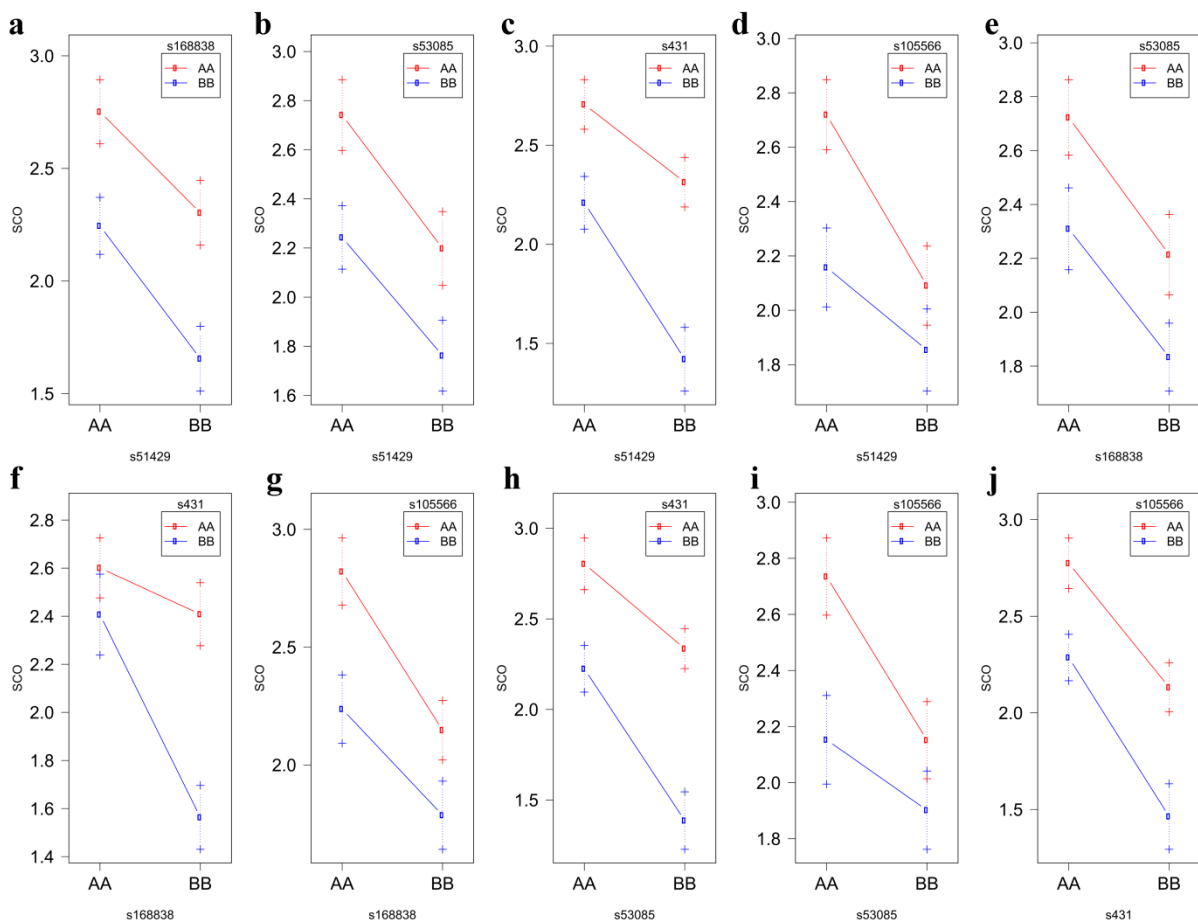 a
s168838
AA
BB
3.0
2.5
2.0
1.5
SCO
AA BB
s51429
b
s53085
AA
BB
3.0
2.8
2.6
2.4
2.2
2.0
1.8
1.6
SCO
AA BB
s51429
c
s431
AA
BB
2.5
2.0
1.5
SCO
AA BB
s51429
d
s105566
AA
BB
3.0
2.8
2.6
2.4
2.2
2.0
1.8
SCO
AA BB
s51429
e
s53085
AA
BB
3.0
2.8
2.6
2.4
2.2
2.0
1.8
SCO
AA BB
s168838
f
s431
AA
BB
2.8
2.6
2.4
2.2
2.0
1.8
1.6
1.4
SCO
AA BB
s168838
g
s105566
AA
BB
3.0
2.5
2.0
SCO
AA BB
s168838
h
s431
AA
BB
3.0
2.5
2.0
1.5
SCO
AA BB
s53085
i
s105566
AA
BB
3.0
2.8
2.6
2.4
2.2
2.0
1.8
SCO
AA BB
s53085
j
s105566
AA
BB
3.0
2.5
2.0
1.5
SCO
AA BB
s431